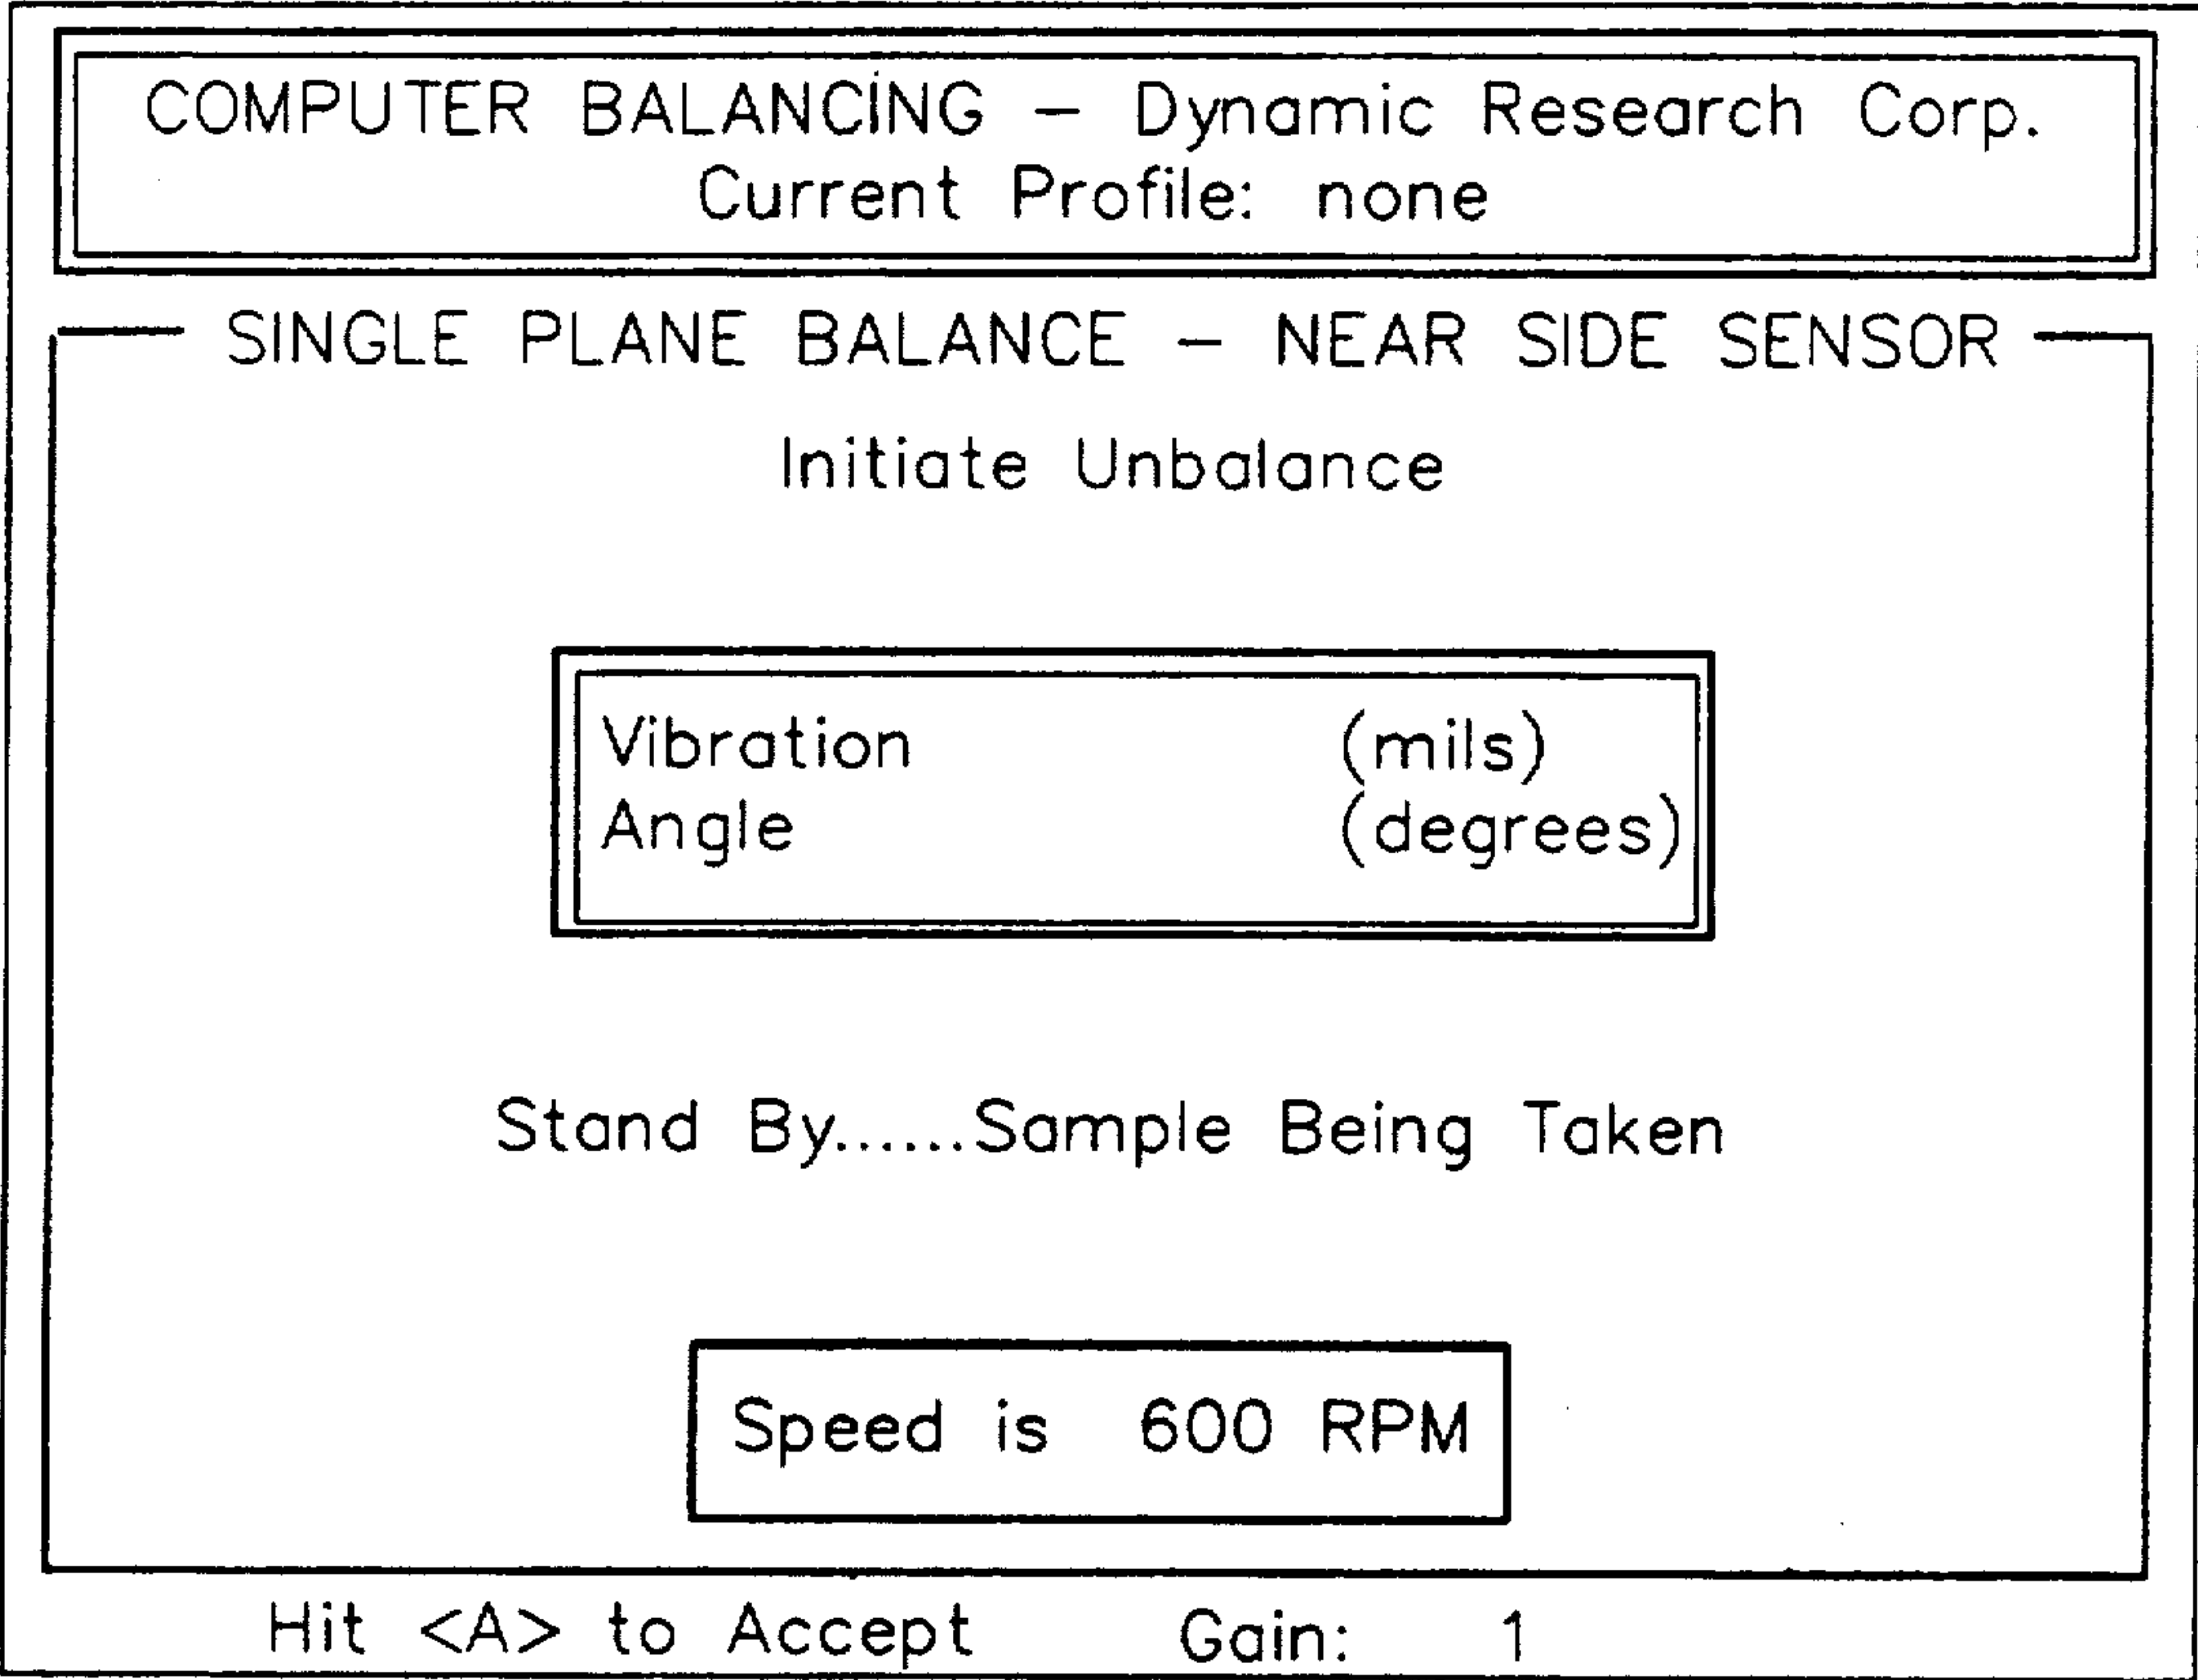 COMPUTER BALANCING – Dynamic Research Corp.
Current Profile: none
SINGLE PLANE BALANCE – NEAR SIDE SENSOR
Initiate Unbalance
Vibration (mils)
Angle (degrees)
Stand By......Sample Being Taken
Speed is 600 RPM
Hit <A> to Accept Gain: 1